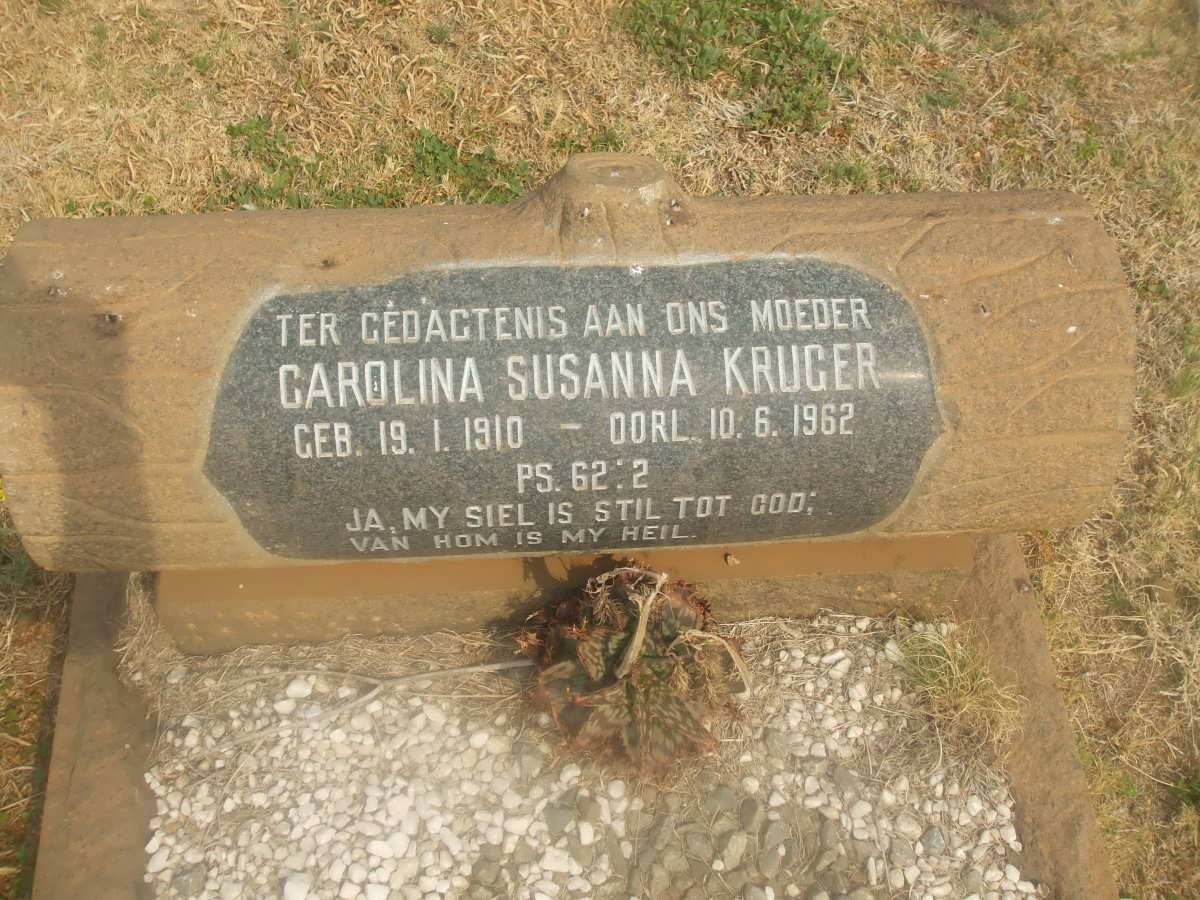 TER GEDAGTENIS AAN ONS MOEDER
CAROLINA SUSANNA KRUGER
GEB. 19. 1. 1910 - OORL. 10. 6. 1962
PS. 62:2
JA, MY SIEL IS STIL TOT GOD;
VAN HOM IS MY HEIL.